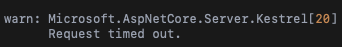 warn: Microsoft.AspNetCore.Server.Kestrel[20]
Request timed out.